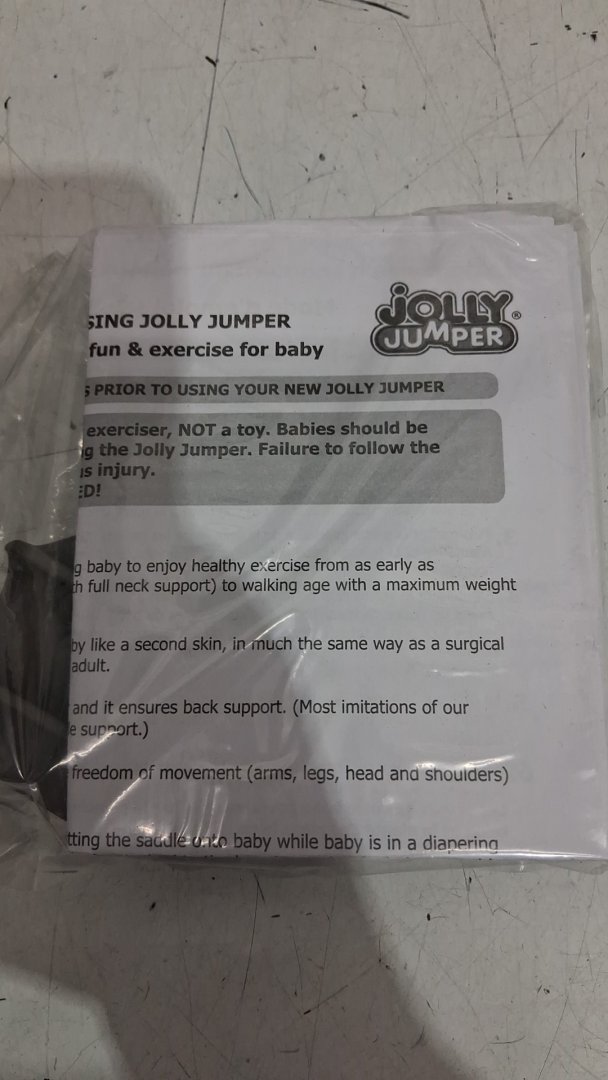 SING JOLLY JUMPER
fun & exercise for baby
JOLLY
JUMPER®
S PRIOR TO USING YOUR NEW JOLLY JUMPER
exerciser, NOT a toy. Babies should be
g the Jolly Jumper. Failure to follow the
us injury.
ED!
g baby to enjoy healthy exercise from as early as
th full neck support) to walking age with a maximum weight
by like a second skin, in much the same way as a surgical
adult.
and it ensures back support. (Most imitations of our
e support.)
freedom of movement (arms, legs, head and shoulders)
tting the saddle onto baby while baby is in a diapering